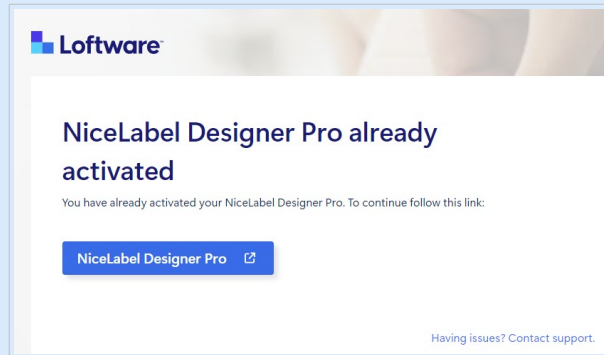 Loftware
NiceLabel Designer Pro already
activated
You have already activated your NiceLabel Designer Pro. To continue follow this link:
NiceLabel Designer Pro
Having issues? Contact support.